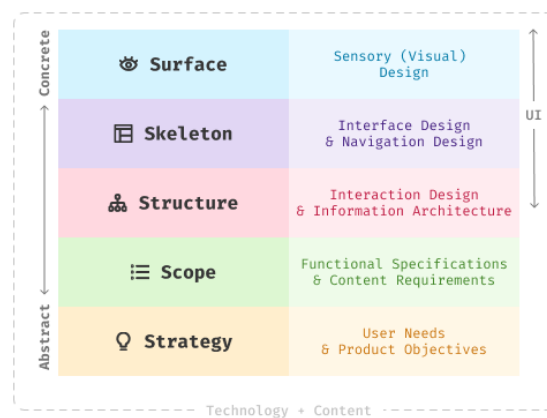 Concrete
Abstract
Surface
Sensory (Visual)
Design
Skeleton
Interface Design
& Navigation Design
Structure
Interaction Design
& Information Architecture
Scope
Functional Specifications
& Content Requirements
Strategy
User Needs
& Product Objectives
UI
Technology + Content